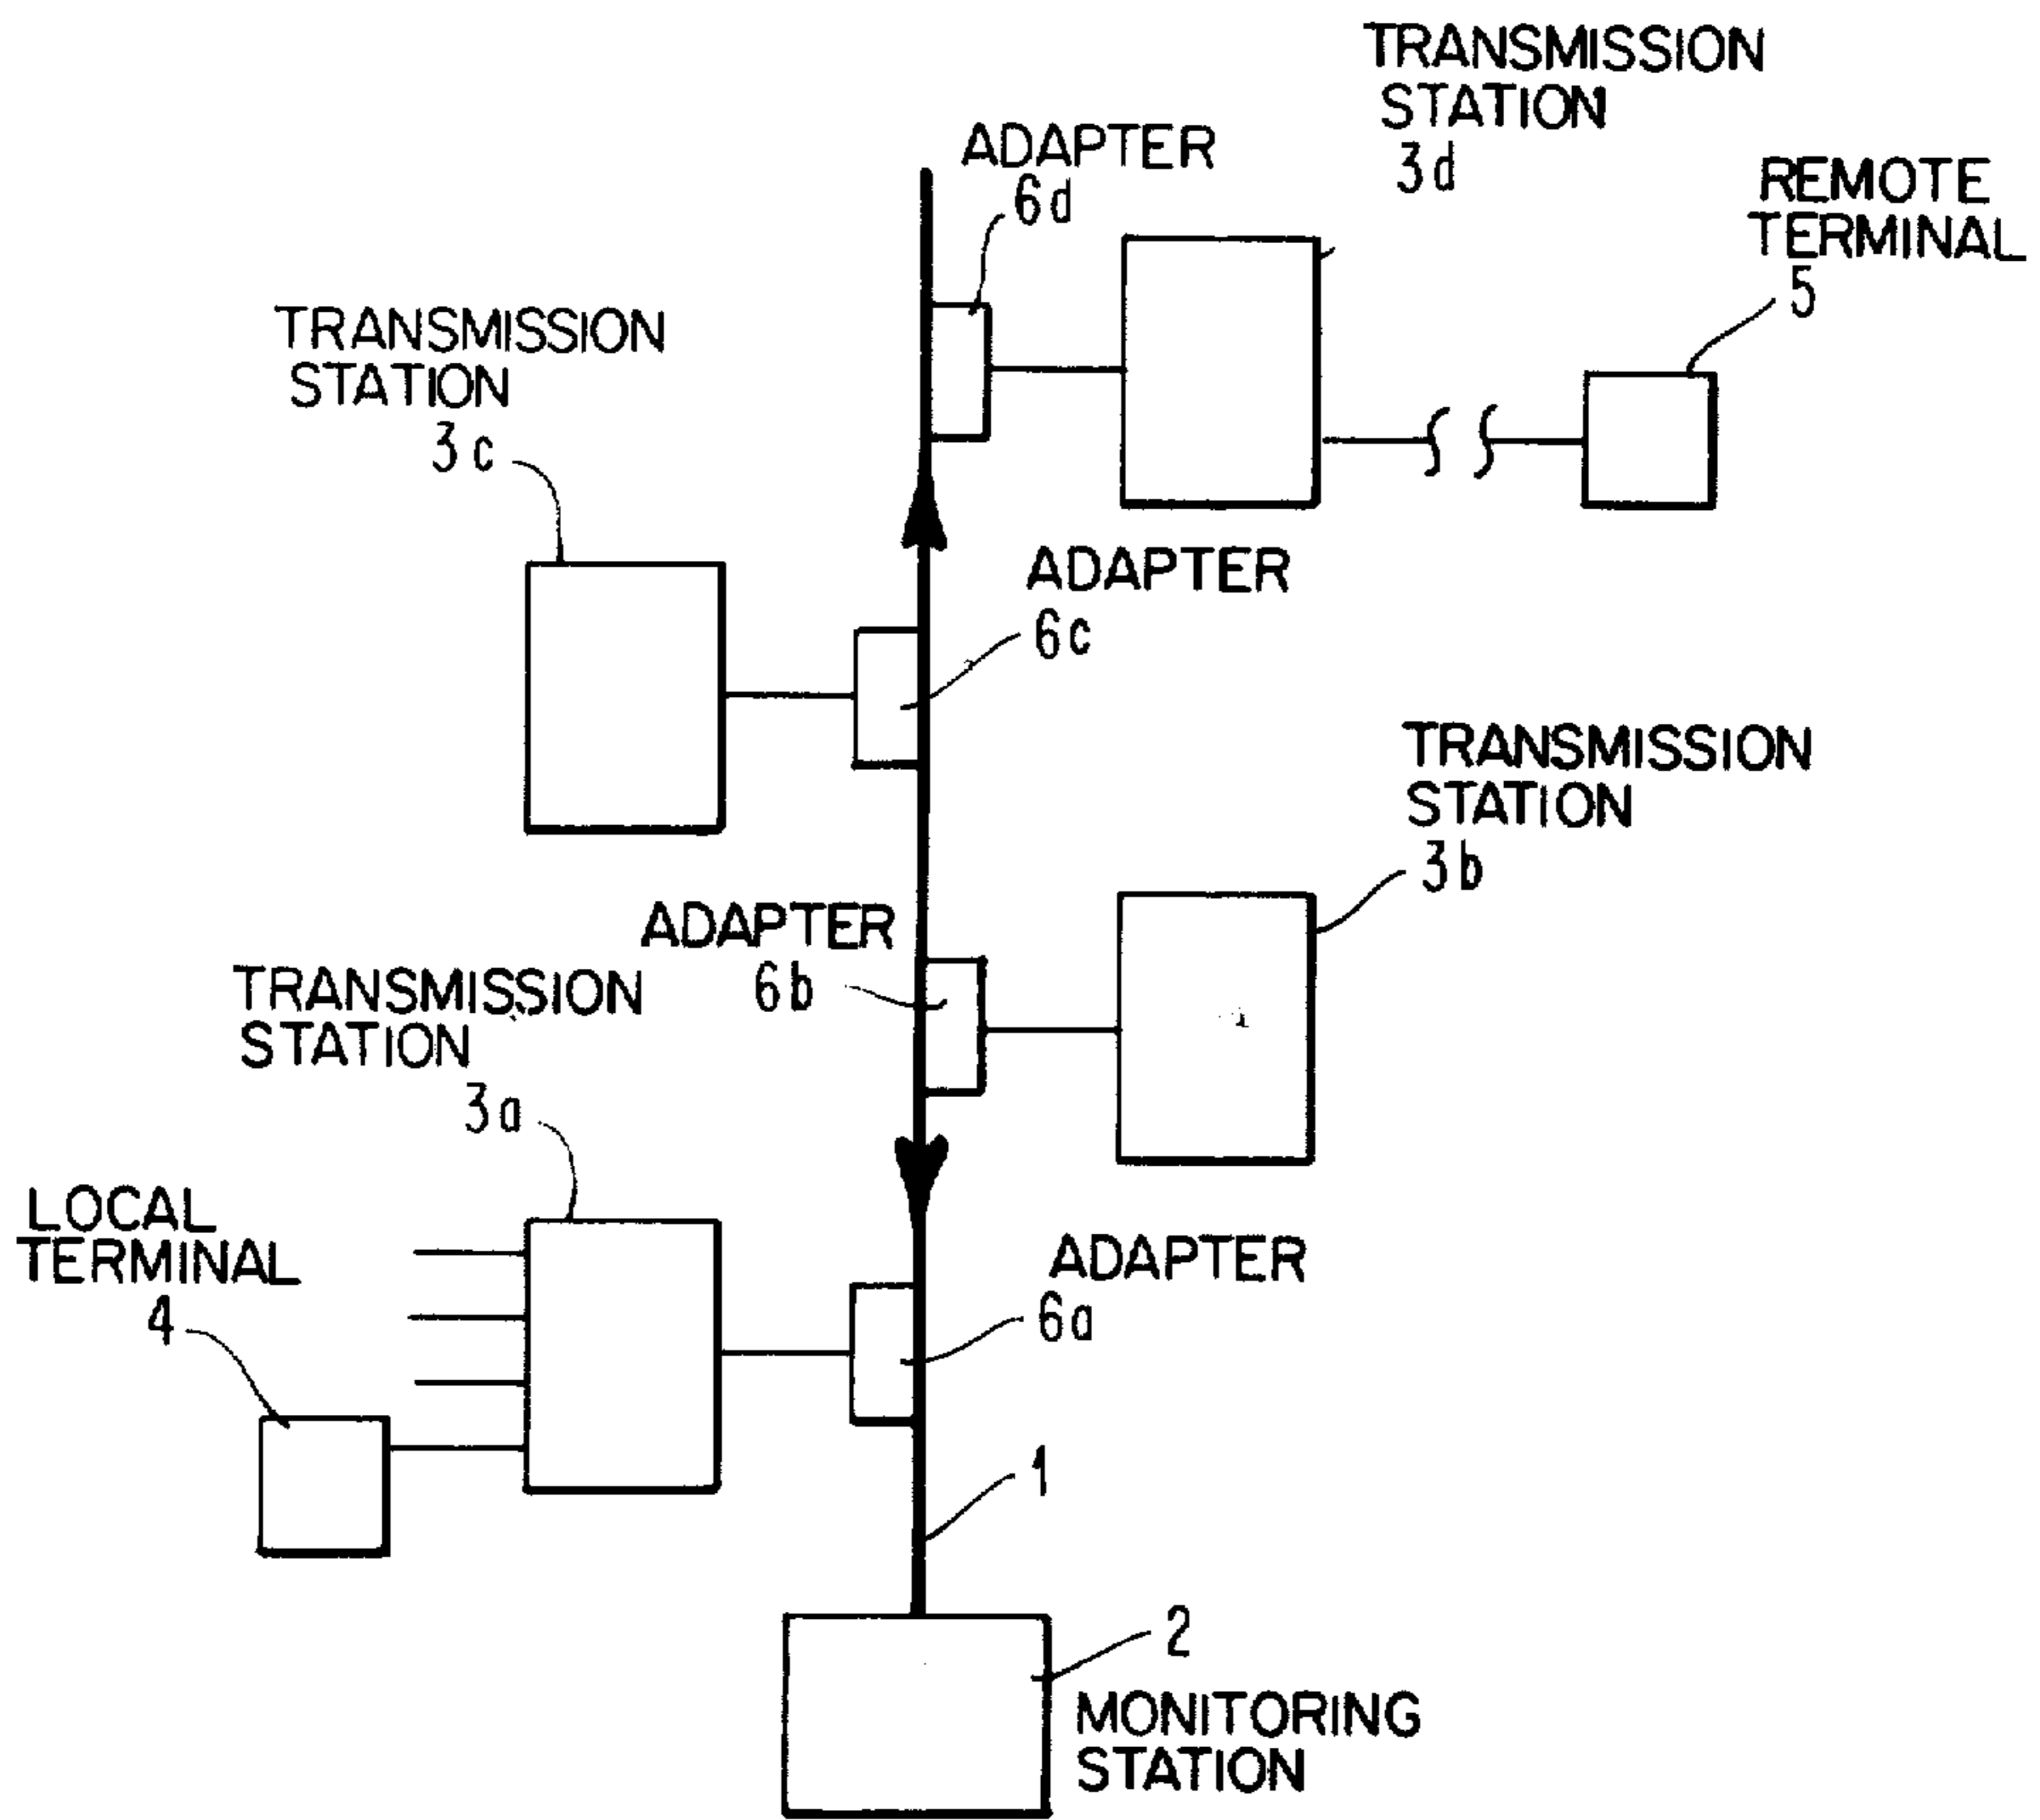 TRANSMISSION
STATION
3d
ADAPTER
6d
REMOTE
TERMINAL
5
TRANSMISSION
STATION
3c
ADAPTER
6c
TRANSMISSION
STATION
3b
ADAPTER
6b
TRANSMISSION
STATION
3a
LOCAL
TERMINAL
4
ADAPTER
6a
1
2
MONITORING
STATION